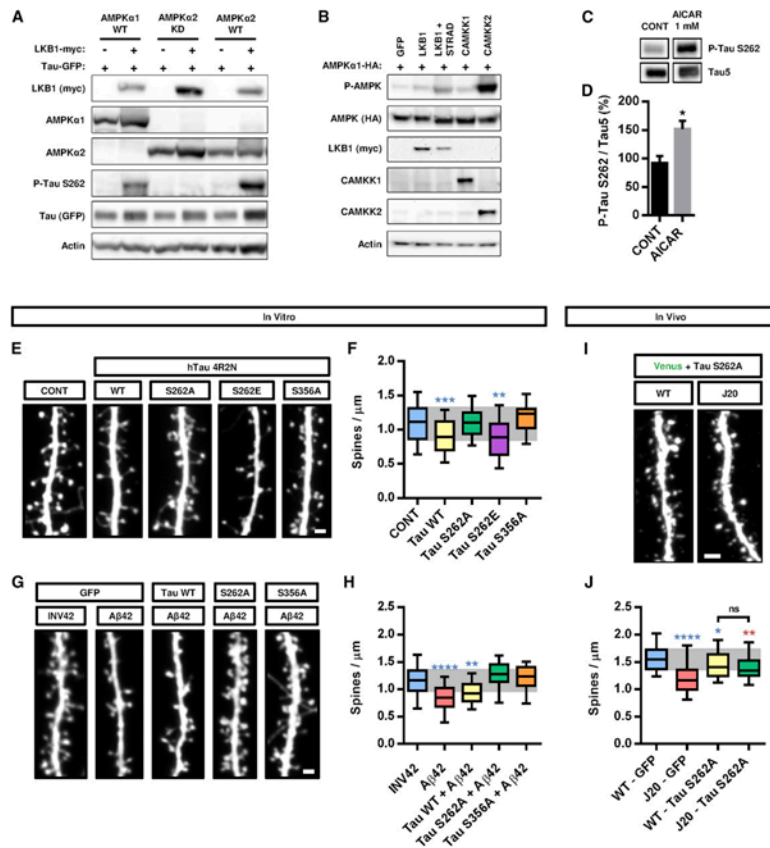 A
AMPKα1 WT
AMPKα2 KD
AMPKα2 WT
LKB1-myc: - + - + - +
Tau-GFP: + + + + + +
LKB1 (myc)
AMPKα1
AMPKα2
P-Tau S262
Tau (GFP)
Actin
B
GFP
LKB1
LKB1 + STRAD
CAMKK1
CAMKK2
AMPKα1-HA: + + + + +
P-AMPK
AMPK (HA)
LKB1 (myc)
CAMKK1
CAMKK2
Actin
C
CONT
AICAR 1 mM
P-Tau S262
Tau5
D
P-Tau S262 / Tau5 (%)
200
150
100
50
0
*
CONT
AICAR
In Vitro
In Vivo
E
hTau 4R2N
CONT
WT
S262A
S262E
S356A
F
Spines / μm
2.0
1.5
1.0
0.5
0.0
***
**
CONT
Tau WT
Tau S262A
Tau S262E
Tau S356A
G
GFP
Tau WT
S262A
S356A
INV42
Aβ42
Aβ42
Aβ42
Aβ42
H
Spines / μm
2.0
1.5
1.0
0.5
0.0
****
**
INV42
Aβ42
Tau WT + Aβ42
Tau S262A + Aβ42
Tau S356A + Aβ42
I
Venus + Tau S262A
WT
J20
J
Spines / μm
2.5
2.0
1.5
1.0
0.5
0.0
ns
****
*
**
WT - GFP
J20 - GFP
WT - Tau S262A
J20 - Tau S262A